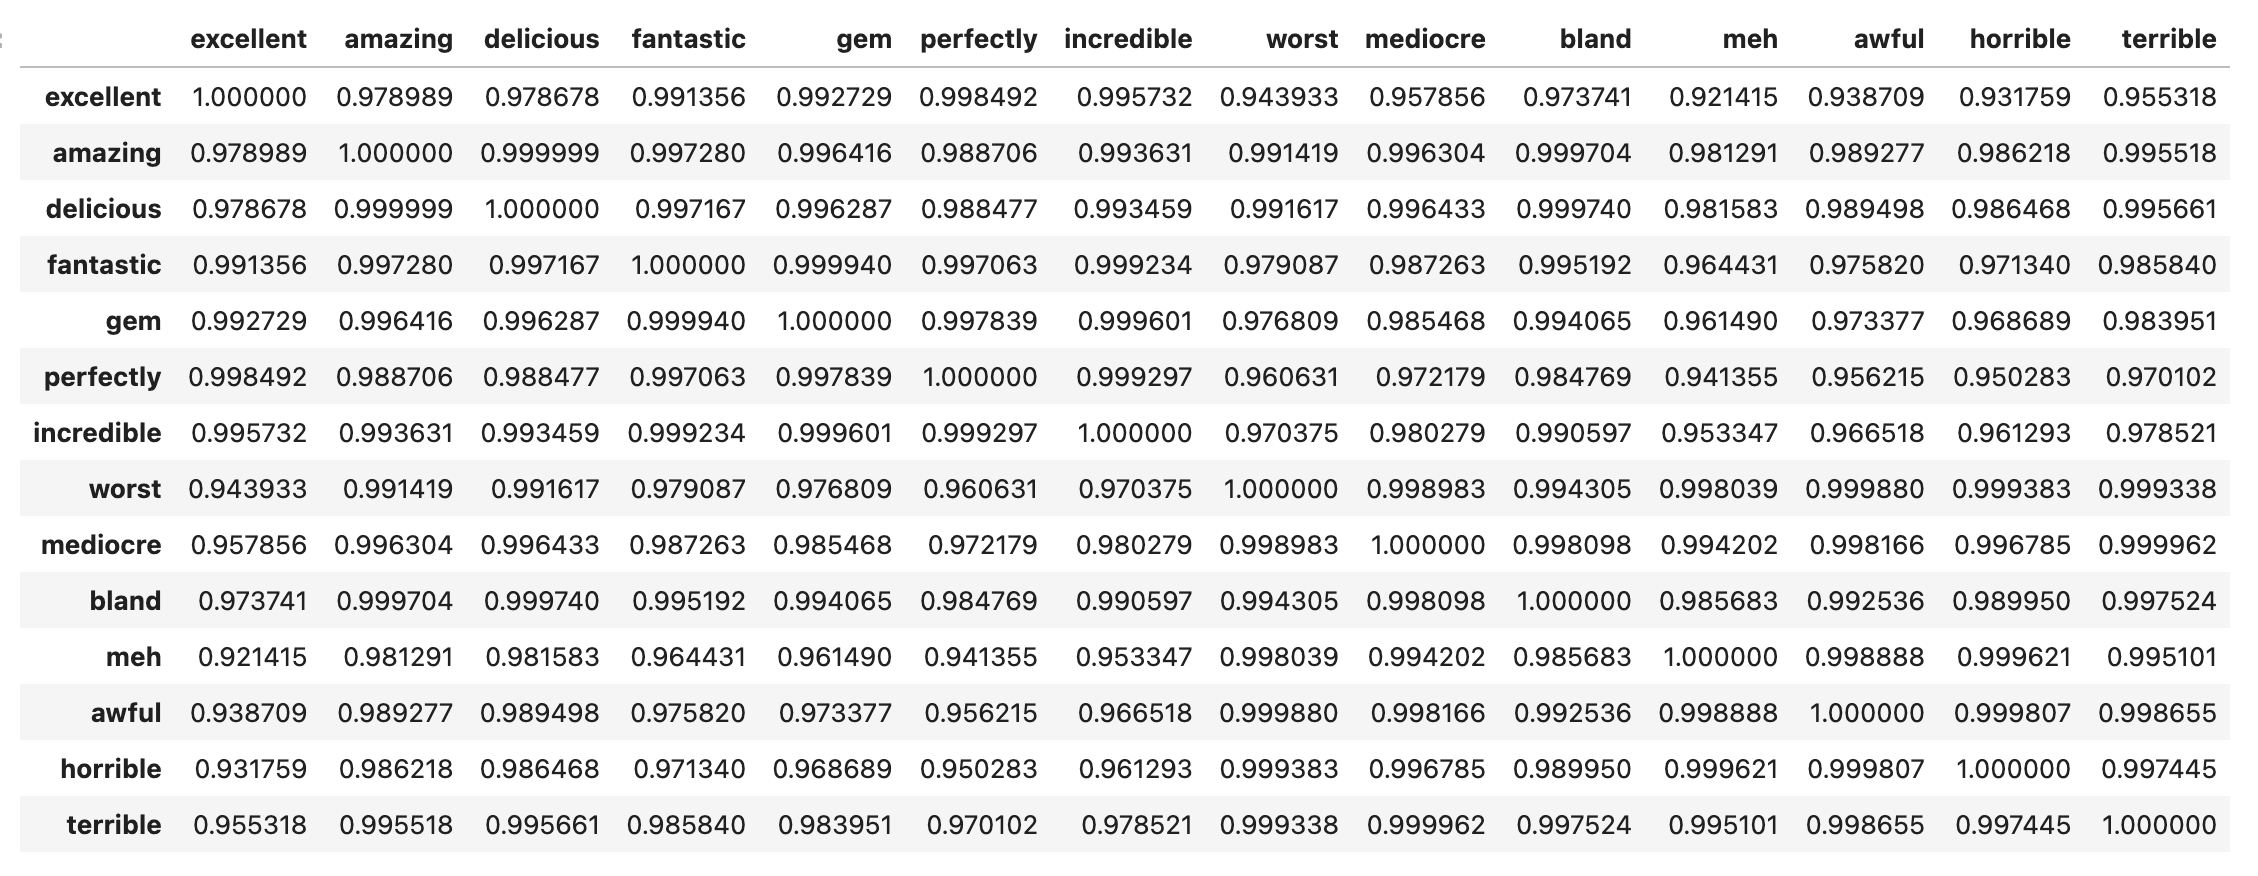 excellent amazing delicious fantastic gem perfectly incredible worst mediocre bland meh awful horrible terrible
excellent 1.000000 0.978989 0.978678 0.991356 0.992729 0.998492 0.995732 0.943933 0.957856 0.973741 0.921415 0.938709 0.931759 0.955318
amazing 0.978989 1.000000 0.999999 0.997280 0.996416 0.988706 0.993631 0.991419 0.996304 0.999704 0.981291 0.989277 0.986218 0.995518
delicious 0.978678 0.999999 1.000000 0.997167 0.996287 0.988477 0.993459 0.991617 0.996433 0.999740 0.981583 0.989498 0.986468 0.995661
fantastic 0.991356 0.997280 0.997167 1.000000 0.999940 0.997063 0.999234 0.979087 0.987263 0.995192 0.964431 0.975820 0.971340 0.985840
gem 0.992729 0.996416 0.996287 0.999940 1.000000 0.997839 0.999601 0.976809 0.985468 0.994065 0.961490 0.973377 0.968689 0.983951
perfectly 0.998492 0.988706 0.988477 0.997063 0.997839 1.000000 0.999297 0.960631 0.972179 0.984769 0.941355 0.956215 0.950283 0.970102
incredible 0.995732 0.993631 0.993459 0.999234 0.999601 0.999297 1.000000 0.970375 0.980279 0.990597 0.953347 0.966518 0.961293 0.978521
worst 0.943933 0.991419 0.991617 0.979087 0.976809 0.960631 0.970375 1.000000 0.998983 0.994305 0.998039 0.999880 0.999383 0.999338
mediocre 0.957856 0.996304 0.996433 0.987263 0.985468 0.972179 0.980279 0.998983 1.000000 0.998098 0.994202 0.998166 0.996785 0.999962
bland 0.973741 0.999704 0.999740 0.995192 0.994065 0.984769 0.990597 0.994305 0.998098 1.000000 0.985683 0.992536 0.989950 0.997524
meh 0.921415 0.981291 0.981583 0.964431 0.961490 0.941355 0.953347 0.998039 0.994202 0.985683 1.000000 0.998888 0.999621 0.995101
awful 0.938709 0.989277 0.989498 0.975820 0.973377 0.956215 0.966518 0.999880 0.998166 0.992536 0.998888 1.000000 0.999807 0.998655
horrible 0.931759 0.986218 0.986468 0.971340 0.968689 0.950283 0.961293 0.999383 0.996785 0.989950 0.999621 0.999807 1.000000 0.997445
terrible 0.955318 0.995518 0.995661 0.985840 0.983951 0.970102 0.978521 0.999338 0.999962 0.997524 0.995101 0.998655 0.997445 1.000000